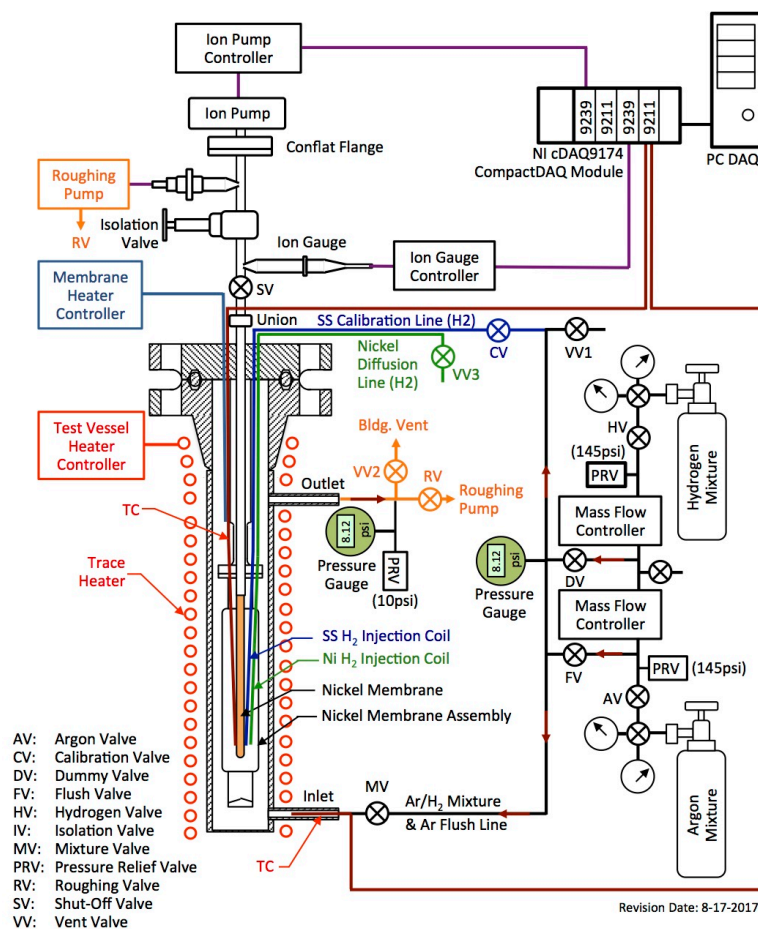 Ion Pump
Controller
Ion Pump
Conflat Flange
9239
9211
9239
9211
NI cDAQ9174
CompactDAQ Module
PC DAQ
Roughing
Pump
RV
Isolation
Valve
Ion Gauge
Ion Gauge
Controller
SV
Membrane
Heater
Controller
Union
SS Calibration Line (H2)
CV
VV1
Nickel
Diffusion
Line (H2)
VV3
HV
Hydrogen
Mixture
Test Vessel
Heater
Controller
Bldg. Vent
VV2
RV
Roughing
Pump
Outlet
(145psi)
PRV
TC
8.12
psi
Pressure
Gauge
PRV
(10psi)
Mass Flow
Controller
8.12
psi
Pressure
Gauge
DV
Trace
Heater
Mass Flow
Controller
SS H2 Injection Coil
Ni H2 Injection Coil
FV
PRV
(145psi)
Nickel Membrane
Nickel Membrane Assembly
AV
Argon
Mixture
AV: Argon Valve
CV: Calibration Valve
DV: Dummy Valve
FV: Flush Valve
HV: Hydrogen Valve
IV: Isolation Valve
MV: Mixture Valve
PRV: Pressure Relief Valve
RV: Roughing Valve
SV: Shut-Off Valve
VV: Vent Valve
Inlet
MV
Ar/H2 Mixture
& Ar Flush Line
TC
Revision Date: 8-17-2017